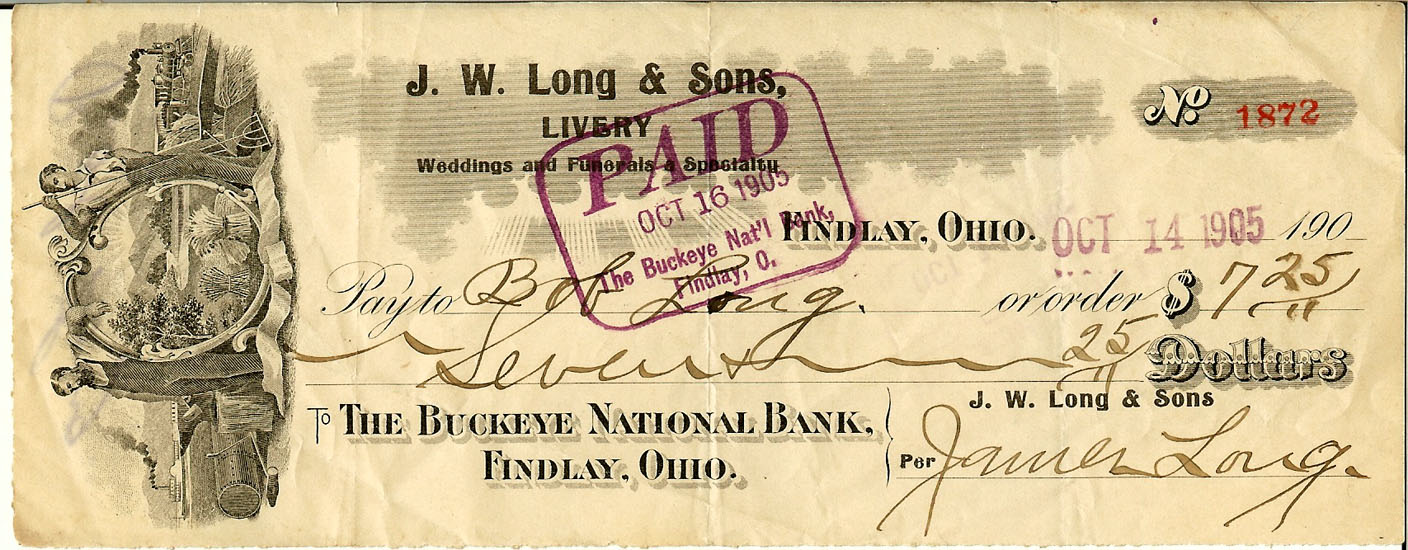 J. W. Long & Sons,
LIVERY
Weddings and Funerals a Specialty
No. 1872
PAID
OCT 16 1905
The Buckeye Nat'l Bank,
Findlay, O.
FINDLAY, OHIO. OCT 14 1905 190
Pay to Bob Long. or order $ 7 25
Seven & 25 Dollars
To THE BUCKEYE NATIONAL BANK,
FINDLAY, OHIO.
J. W. Long & Sons
Per James Long.